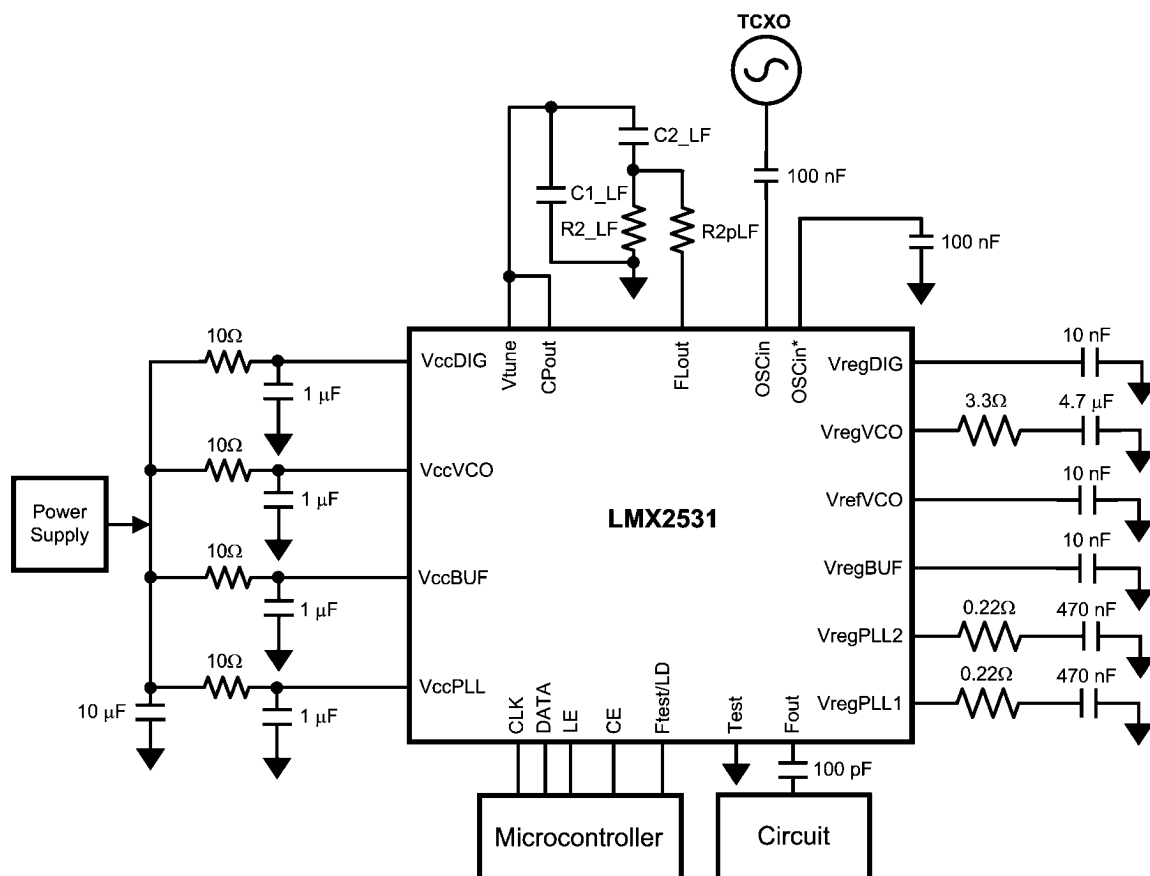 TCXO
C2_LF
100 nF
C1_LF
R2_LF
R2pLF
100 nF
10Ω
VccDIG
Vtune
CPout
FLout
OSCin
OSCin*
VregDIG
10 nF
1 μF
3.3Ω
4.7 μF
VregVCO
10Ω
VccVCO
1 μF
10 nF
VrefVCO
Power
Supply
LMX2531
10Ω
VccBUF
1 μF
10 nF
VregBUF
0.22Ω
470 nF
VregPLL2
10Ω
VccPLL
0.22Ω
470 nF
VregPLL1
10 μF
1 μF
CLK
DATA
LE
CE
Ftest/LD
Test
Fout
100 pF
Microcontroller
Circuit